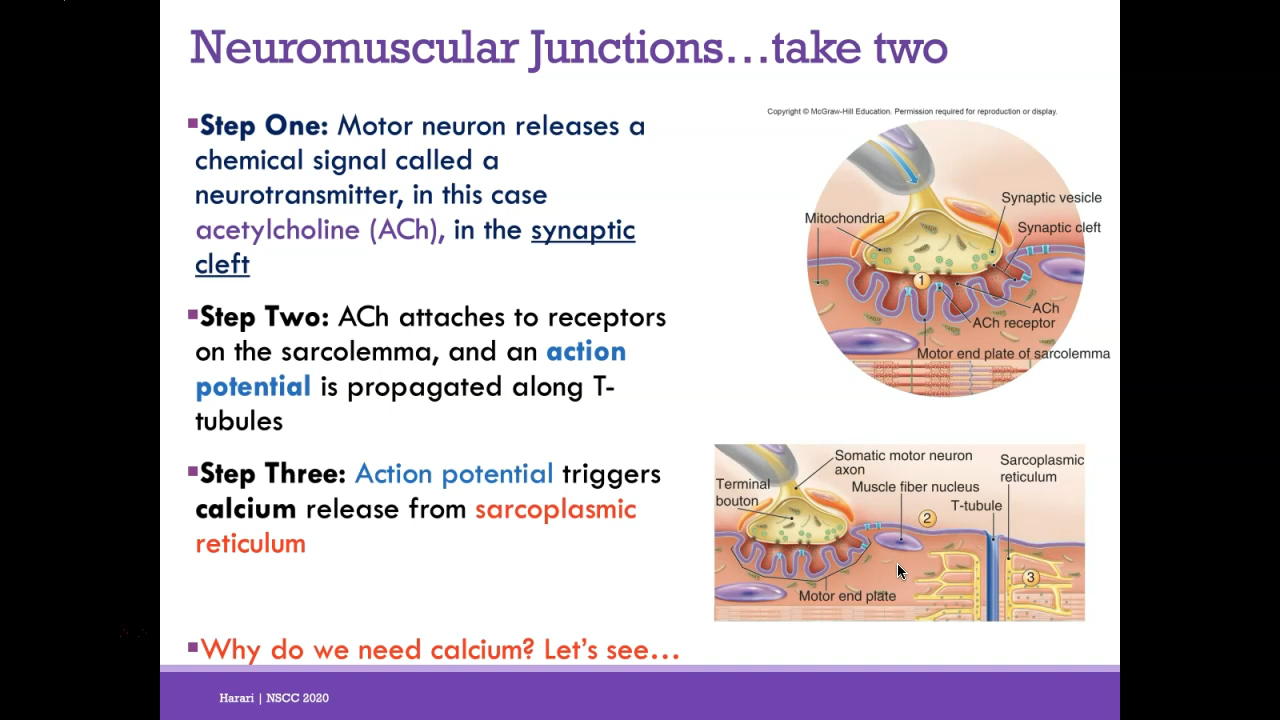 Neuromuscular Junctions…take two
▪Step One: Motor neuron releases a
chemical signal called a
neurotransmitter, in this case
acetylcholine (ACh), in the synaptic
cleft
▪Step Two: ACh attaches to receptors
on the sarcolemma, and an action
potential is propagated along T-
tubules
▪Step Three: Action potential triggers
calcium release from sarcoplasmic
reticulum
▪Why do we need calcium? Let's see…
Copyright © McGraw-Hill Education. Permission required for reproduction or display.
Synaptic vesicle
Mitochondria
Synaptic cleft
1
ACh
ACh receptor
Motor end plate of sarcolemma
Somatic motor neuron
axon
Sarcoplasmic
reticulum
Terminal
bouton
Muscle fiber nucleus
T-tubule
2
3
Motor end plate
Harari | NSCC 2020